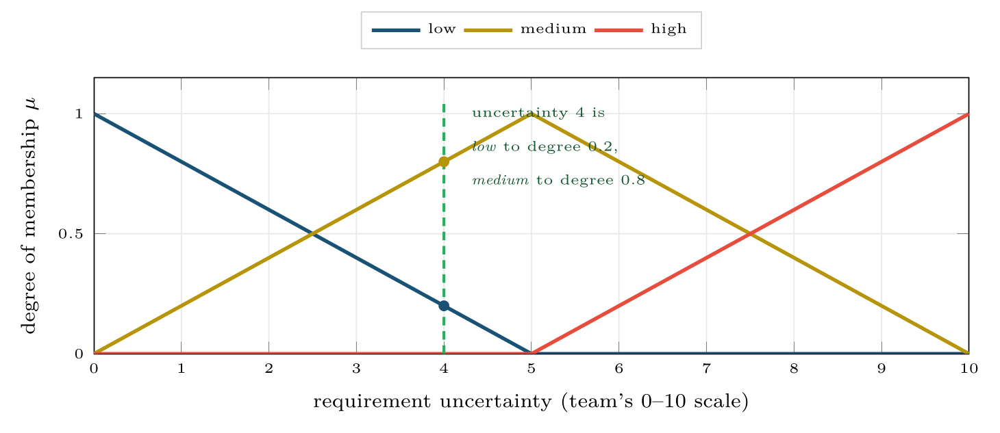 low medium high
degree of membership μ
1
0.5
0
uncertainty 4 is
low to degree 0.2,
medium to degree 0.8
0 1 2 3 4 5 6 7 8 9 10
requirement uncertainty (team's 0–10 scale)